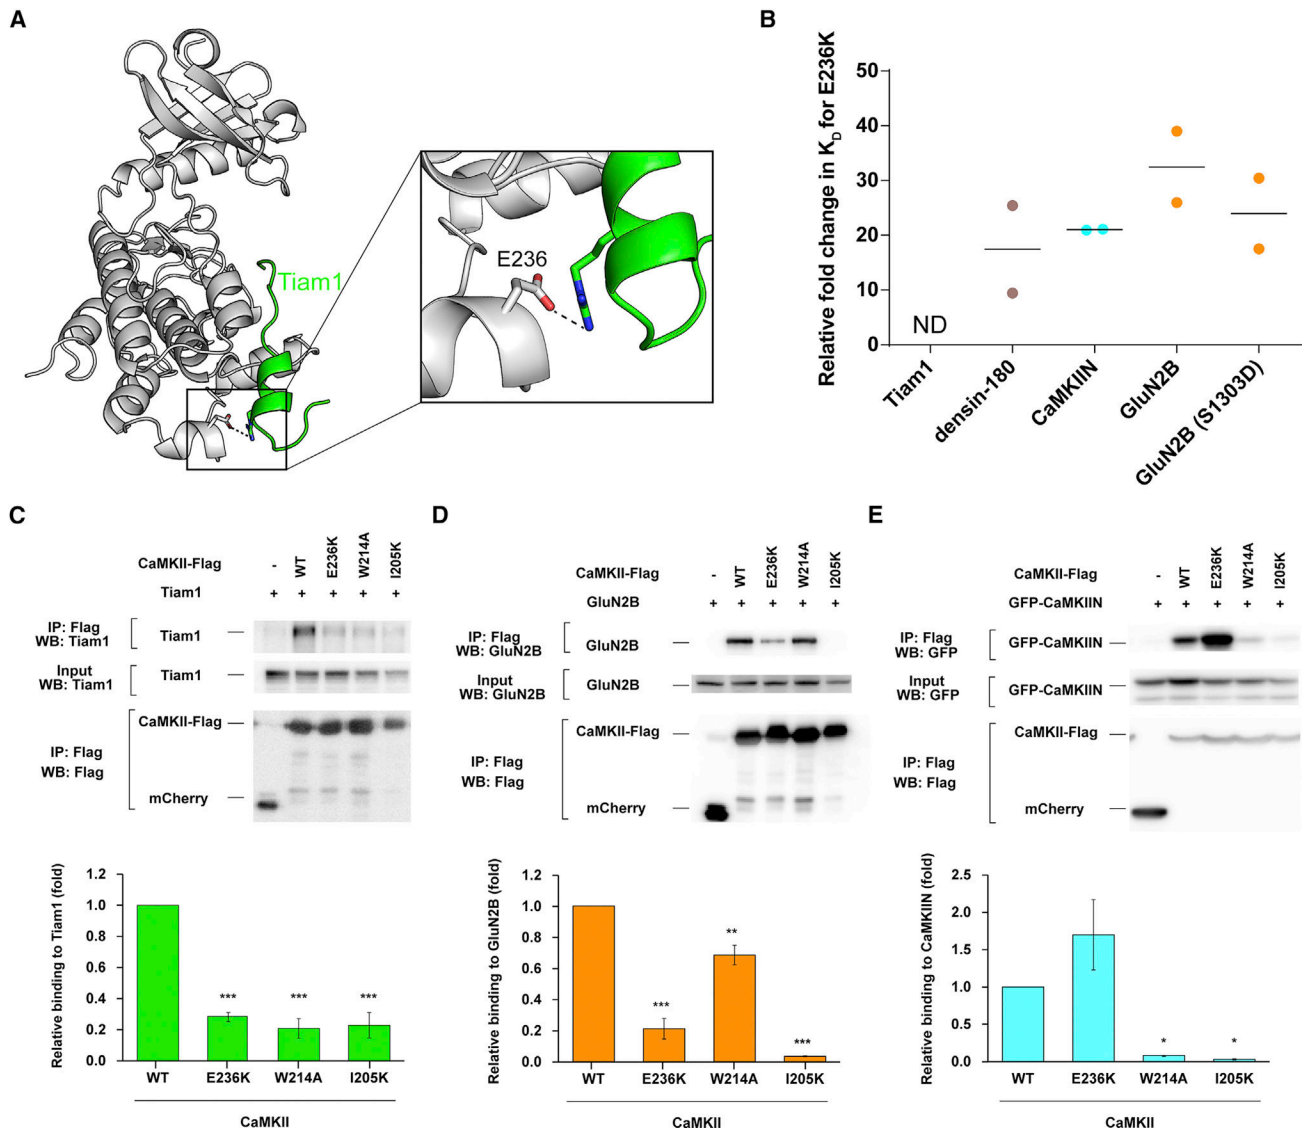 A
Tiam1
E236
B
Relative fold change in KD for E236K
50
40
30
20
10
0
ND
Tiam1
densin-180
CaMKIIN
GluN2B
GluN2B (S1303D)
C
CaMKII-Flag
-
WT
E236K
W214A
I205K
Tiam1
+ + + + +
IP: Flag
WB: Tiam1
Tiam1
Input
WB: Tiam1
Tiam1
CaMKII-Flag
IP: Flag
WB: Flag
mCherry
Relative binding to Tiam1 (fold)
1.2
1.0
0.8
0.6
0.4
0.2
0.0
*** *** ***
WT E236K W214A I205K
CaMKII
D
CaMKII-Flag
-
WT
E236K
W214A
I205K
GluN2B
+ + + + +
IP: Flag
WB: GluN2B
GluN2B
Input
WB: GluN2B
GluN2B
CaMKII-Flag
IP: Flag
WB: Flag
mCherry
Relative binding to GluN2B (fold)
1.2
1.0
0.8
0.6
0.4
0.2
0.0
*** ** ***
WT E236K W214A I205K
CaMKII
E
CaMKII-Flag
-
WT
E236K
W214A
I205K
GFP-CaMKIIN
+ + + + +
IP: Flag
WB: GFP
GFP-CaMKIIN
Input
WB: GFP
GFP-CaMKIIN
CaMKII-Flag
IP: Flag
WB: Flag
mCherry
Relative binding to CaMKIIN (fold)
2.5
2.0
1.5
1.0
0.5
0.0
* *
WT E236K W214A I205K
CaMKII